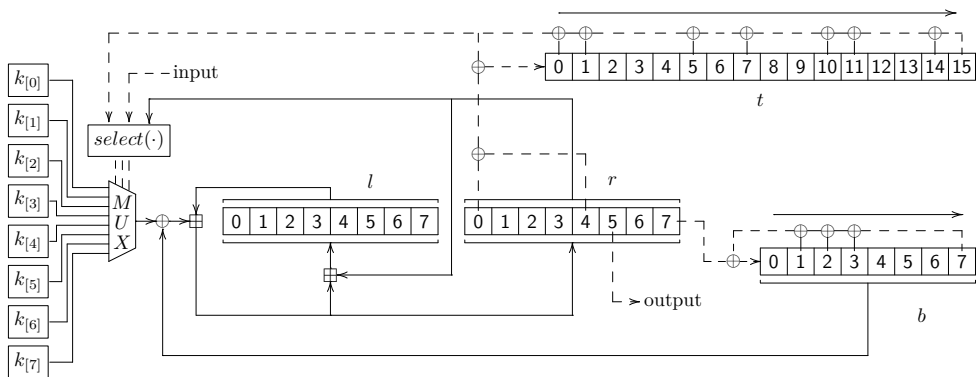 input
0 1 2 3 4 5 6 7 8 9 10 11 12 13 14 15
t
k[0]
k[1]
k[2]
k[3]
k[4]
k[5]
k[6]
k[7]
select(·)
M
U
X
l
0 1 2 3 4 5 6 7
r
0 1 2 3 4 5 6 7
output
0 1 2 3 4 5 6 7
b